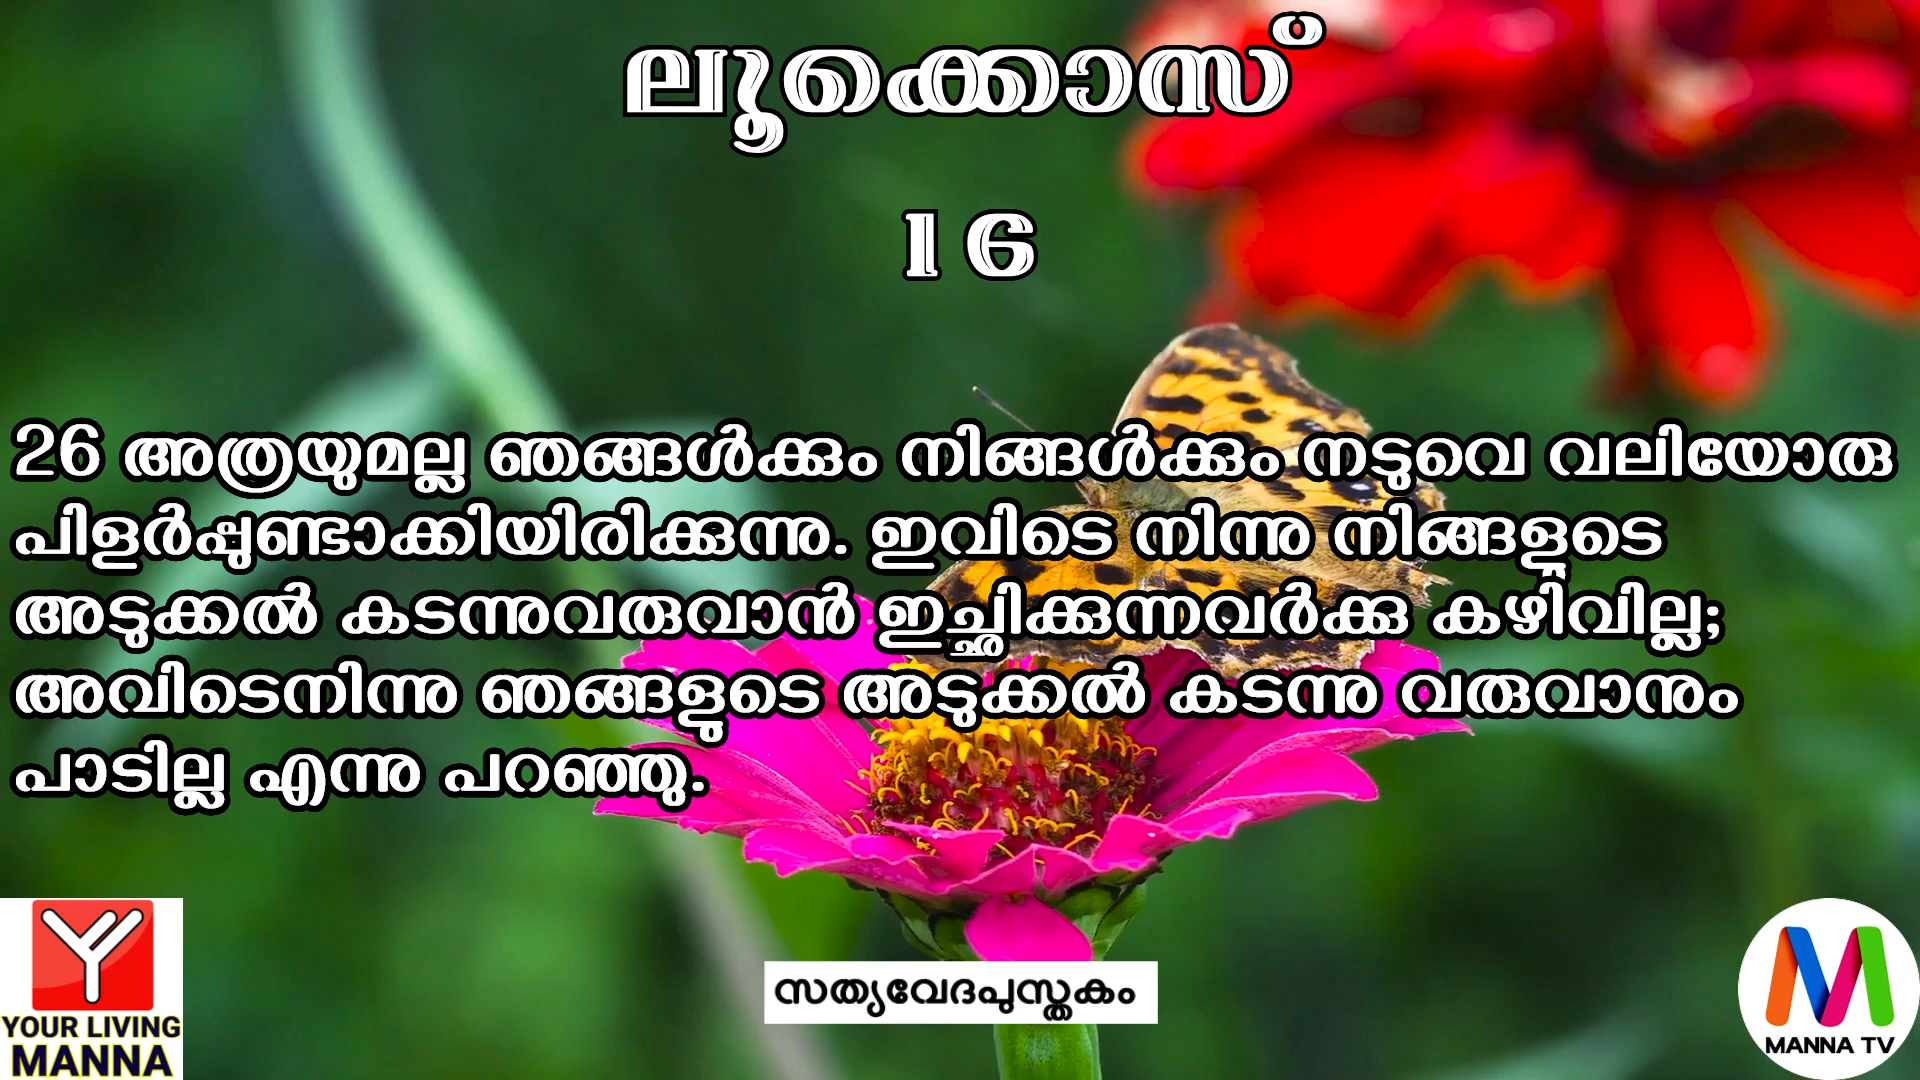 ലൂക്കൊസ്
16
26 അത്രയുമല്ല ഞങ്ങൾക്കും നിങ്ങൾക്കും നടുവെ വലിയോരു
പിളർപ്പുണ്ടാക്കിയിരിക്കുന്നു. ഇവിടെ നിന്നു നിങ്ങളുടെ
അടുക്കൽ കടന്നുവരുവാൻ ഇച്ഛിക്കുന്നവർക്കു കഴിവില്ല;
അവിടെനിന്നു ഞങ്ങളുടെ അടുക്കൽ കടന്നു വരുവാനും
പാടില്ല എന്നു പറഞ്ഞു.
സത്യവേദപുസ്തകം
YOUR LIVING
MANNA
MANNA TV